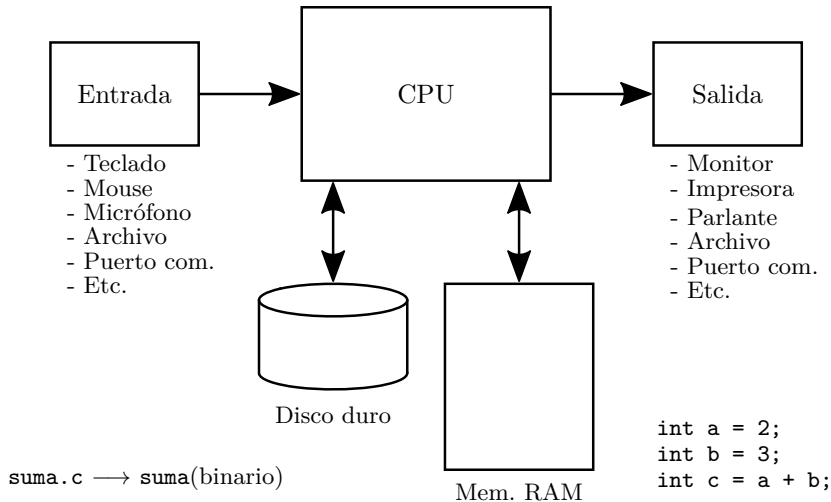 Entrada
CPU
Salida
- Teclado
- Mouse
- Micrófono
- Archivo
- Puerto com.
- Etc.
- Monitor
- Impresora
- Parlante
- Archivo
- Puerto com.
- Etc.
Disco duro
Mem. RAM
suma.c ⟶ suma(binario)
int a = 2;
int b = 3;
int c = a + b;